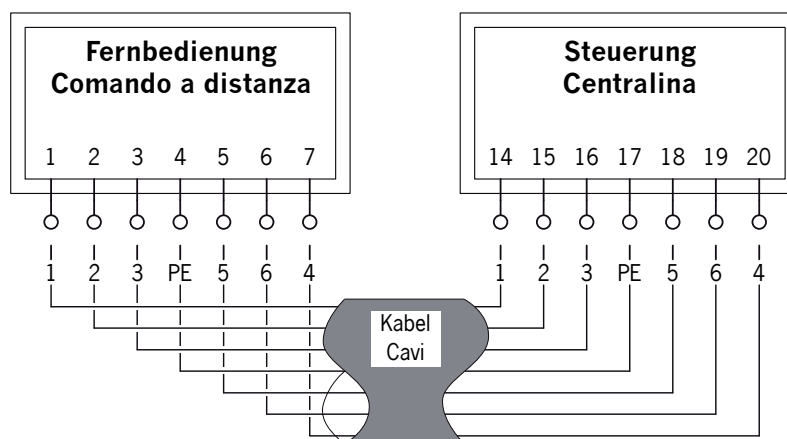 Fernbedienung
Comando a distanza
1 2 3 4 5 6 7
1 2 3 PE 5 6 4
Steuerung
Centralina
14 15 16 17 18 19 20
1 2 3 PE 5 6 4
Kabel
Cavi